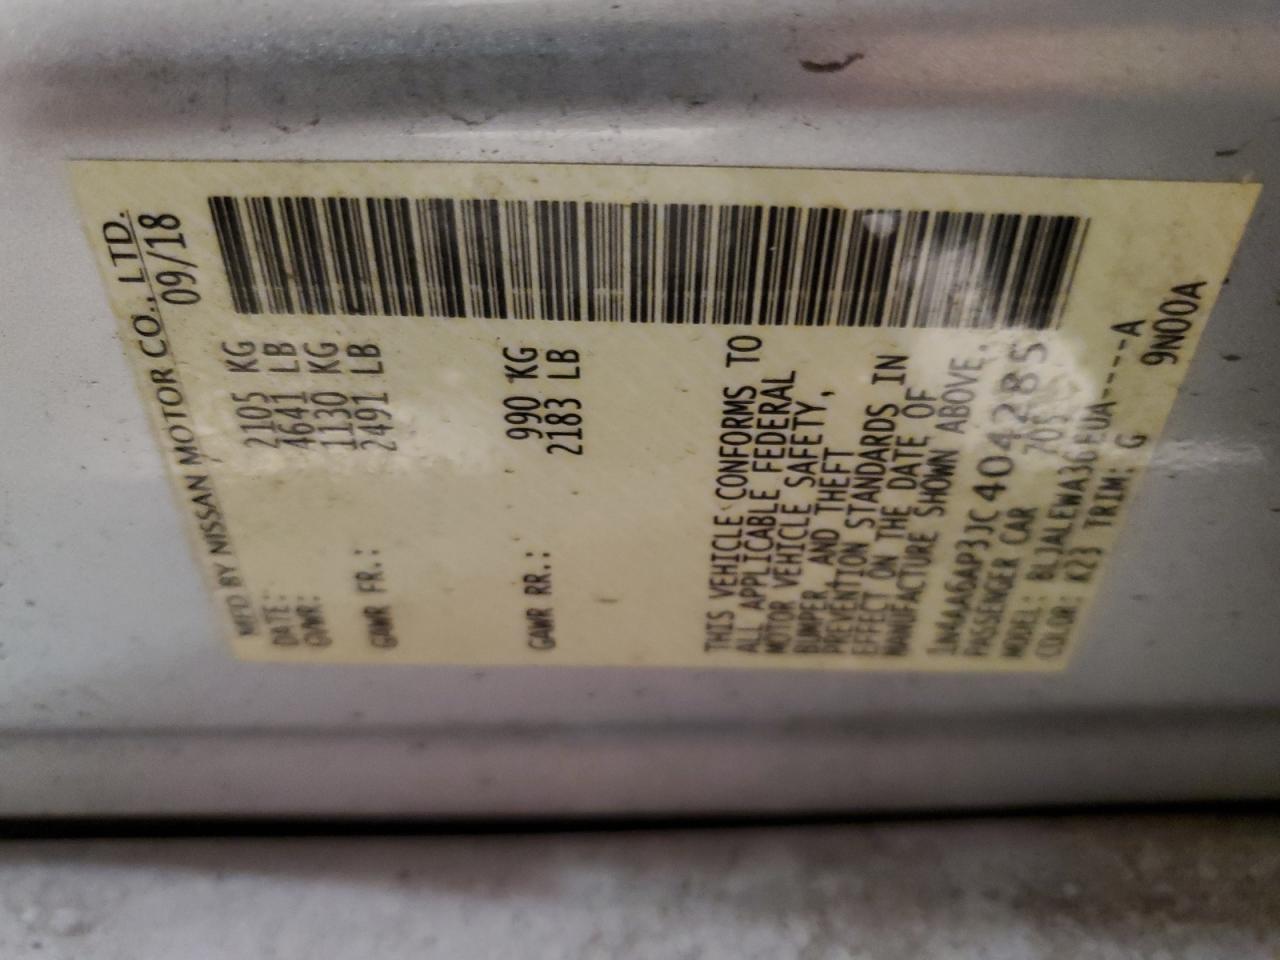 MFD BY NISSAN MOTOR CO., LTD.
DATE: 09/18
GVWR: 2105 KG
4641 LB
GAWR FR.: 1130 KG
2491 LB
GAWR RR.: 990 KG
2183 LB
THIS VEHICLE CONFORMS TO
ALL APPLICABLE FEDERAL
MOTOR VEHICLE SAFETY,
BUMPER, AND THEFT
PREVENTION STANDARDS IN
EFFECT ON THE DATE OF
MANUFACTURE SHOWN ABOVE.
1N4AA6AP3JC404285
PASSENGER CAR 705
MODEL: BLJALEWA36EUA-----A
COLOR: K23 TRIM: G 9N00A